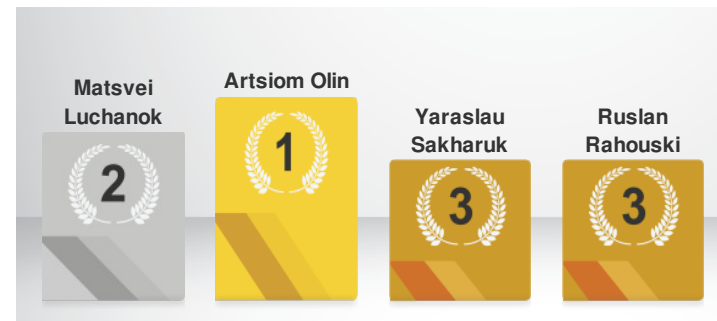 Matsvei
Luchanok
2
Artsiom Olin
1
Yaraslau
Sakharuk
3
Ruslan
Rahouski
3